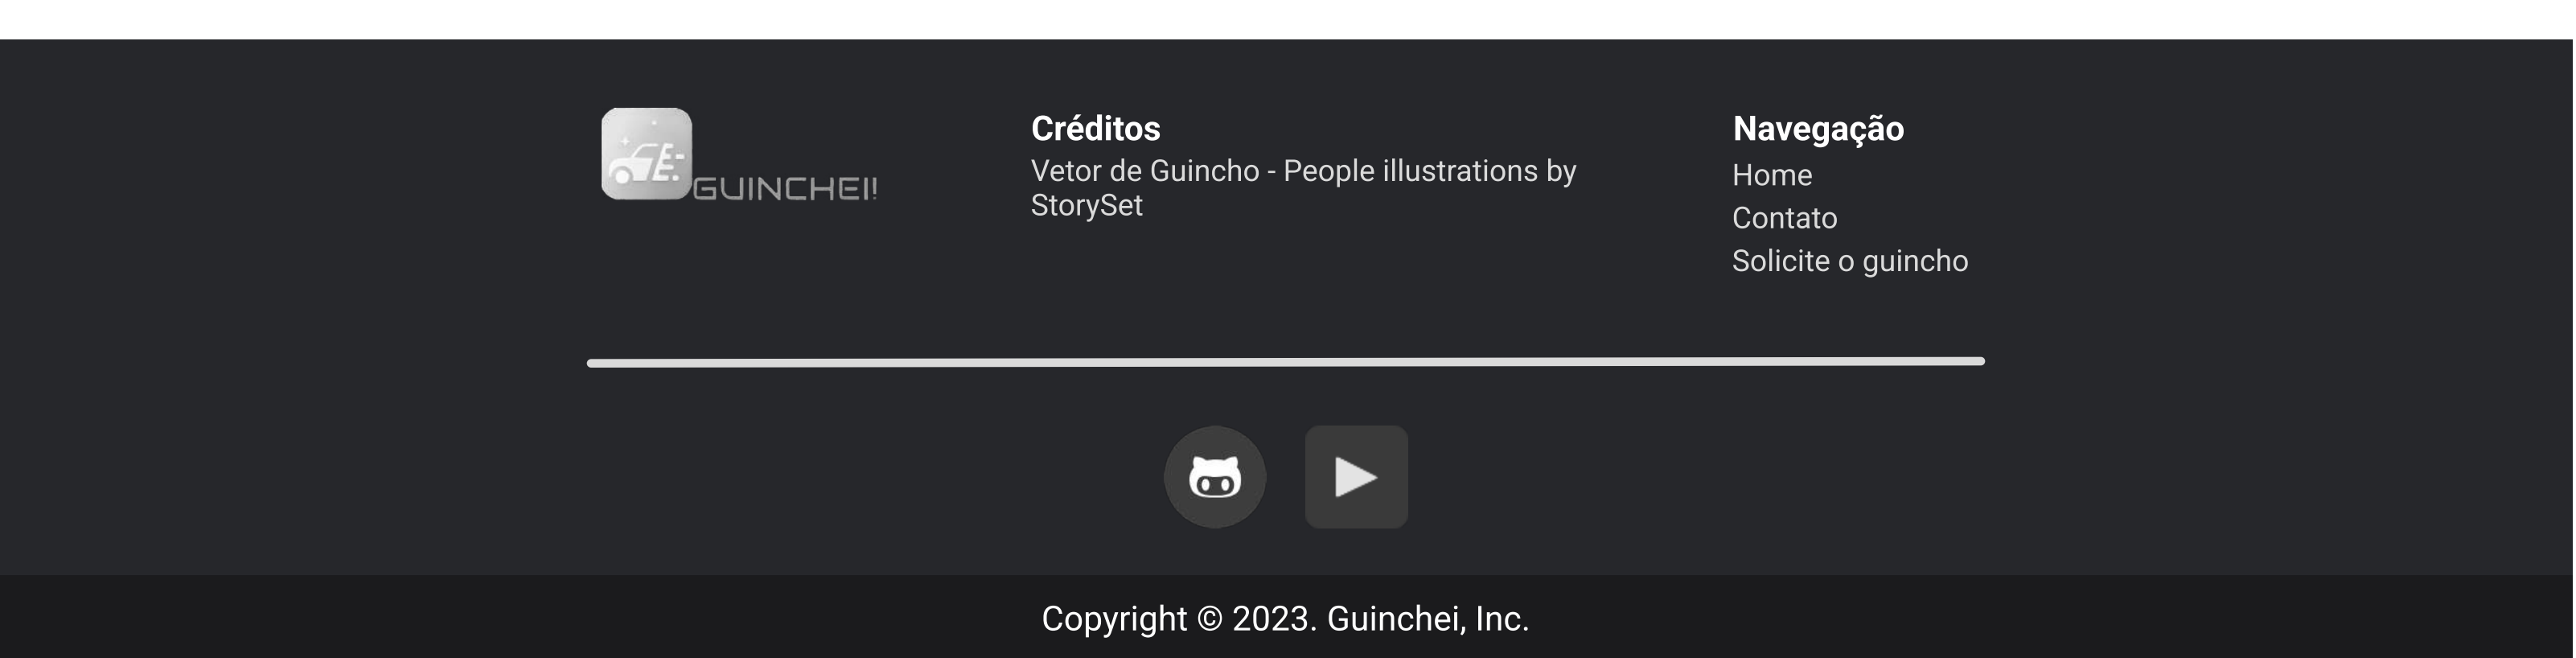 GUINCHEI!
Créditos
Vetor de Guincho - People illustrations by
StorySet
Navegação
Home
Contato
Solicite o guincho
Copyright © 2023. Guinchei, Inc.